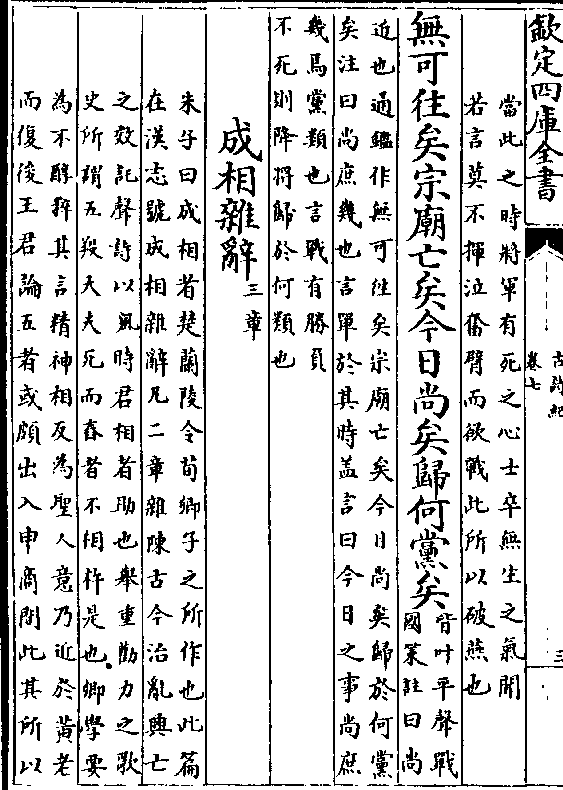 欽定四庫全書
古詩紀
卷七
三
當此之時將軍有死之心士卒無生之氣聞
若言莫不揮泣奮臂而欲戰此所以破燕也
無可往矣宗廟亡矣今日尚矣歸何黨矣皆叶平聲戰
國策註曰尚
近也通鑑作無可往矣宗廟亡矣今日尚矣歸於何黨
矣注曰尚庶幾也言單於其時蓋言曰今日之事尚庶
幾焉黨類也言戰有勝負
不死則降將歸於何類也
成相雜辭三章
朱子曰成相者楚蘭陵令荀卿子之所作也此篇
在漢志號成相雜辭凡二章雜陳古今治亂興亡
之效託聲詩以風時君相者助也舉重勸力之歌
史所謂五羖大夫死而舂者不相杵是也卿學要
為不醇粹其言精神相反為聖人意乃近於黃老
而復後王君論五者或頗出入申商間此其所以